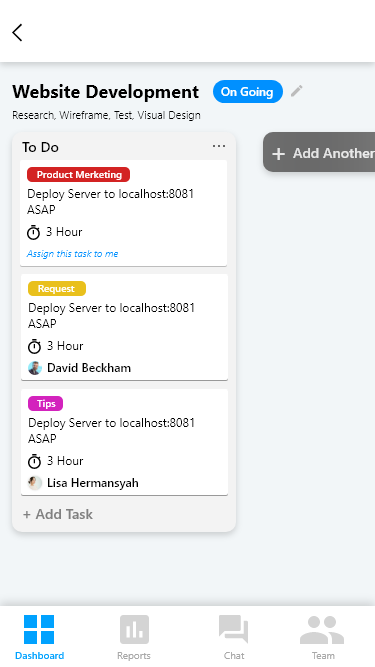 Website Development
On Going
Research, Wireframe, Test, Visual Design
To Do
Product Merketing
Deploy Server to localhost:8081
ASAP
3 Hour
Assign this task to me
Request
Deploy Server to localhost:8081
ASAP
3 Hour
David Beckham
Tips
Deploy Server to localhost:8081
ASAP
3 Hour
Lisa Hermansyah
+ Add Task
+ Add Another
Dashboard
Reports
Chat
Team